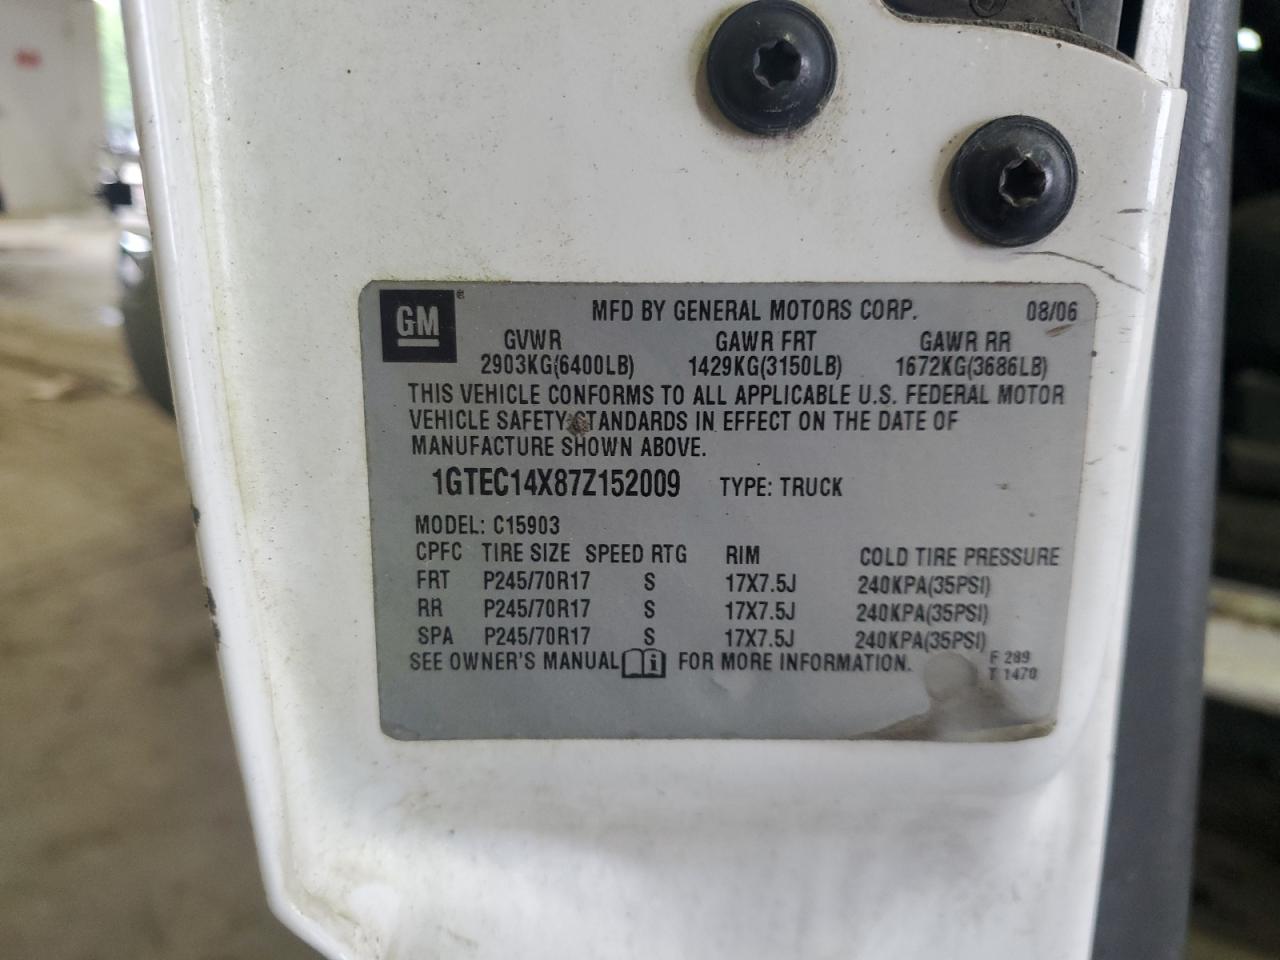 GM® MFD BY GENERAL MOTORS CORP. 08/06
GVWR GAWR FRT GAWR RR
2903KG(6400LB) 1429KG(3150LB) 1672KG(3686LB)
THIS VEHICLE CONFORMS TO ALL APPLICABLE U.S. FEDERAL MOTOR
VEHICLE SAFETY STANDARDS IN EFFECT ON THE DATE OF
MANUFACTURE SHOWN ABOVE.
1GTEC14X87Z152009 TYPE: TRUCK
MODEL: C15903
CPFC TIRE SIZE SPEED RTG RIM COLD TIRE PRESSURE
FRT P245/70R17 S 17X7.5J 240KPA(35PSI)
RR P245/70R17 S 17X7.5J 240KPA(35PSI)
SPA P245/70R17 S 17X7.5J 240KPA(35PSI)
SEE OWNER'S MANUAL i FOR MORE INFORMATION. F 289
T 1470